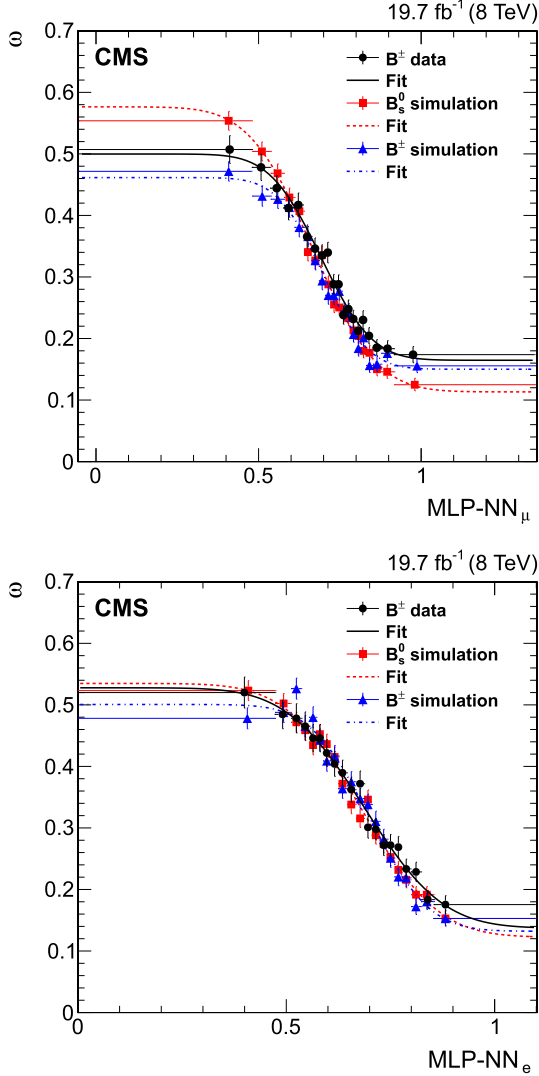 19.7 fb⁻¹ (8 TeV)
ω
0.7
CMS
B± data
Fit
B⁰ₛ simulation
Fit
B± simulation
Fit
0.6
0.5
0.4
0.3
0.2
0.1
0
0 0.5 1
MLP-NN_μ
19.7 fb⁻¹ (8 TeV)
ω
0.7
CMS
B± data
Fit
B⁰ₛ simulation
Fit
B± simulation
Fit
0.6
0.5
0.4
0.3
0.2
0.1
0
0.5 1
MLP-NN_e